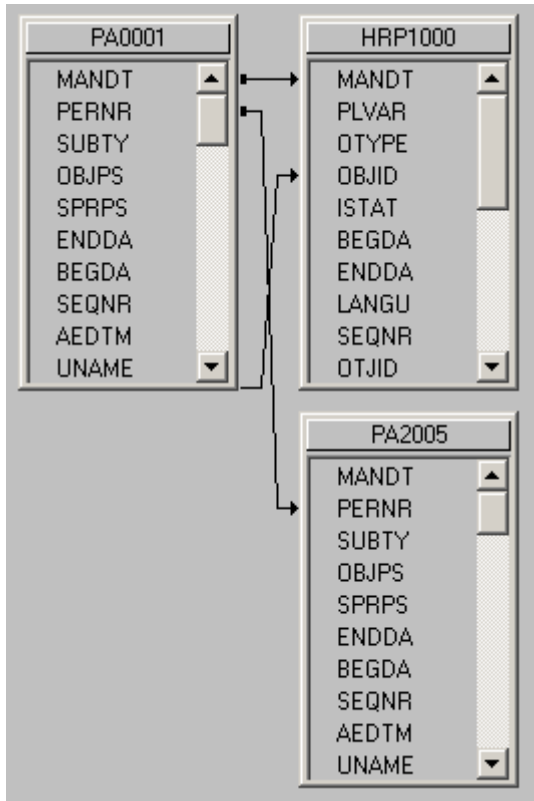 PA0001
MANDT
PERNR
SUBTY
OBJPS
SPRPS
ENDDA
BEGDA
SEQNR
AEDTM
UNAME
HRP1000
MANDT
PLVAR
OTYPE
OBJID
ISTAT
BEGDA
ENDDA
LANGU
SEQNR
OTJID
PA2005
MANDT
PERNR
SUBTY
OBJPS
SPRPS
ENDDA
BEGDA
SEQNR
AEDTM
UNAME